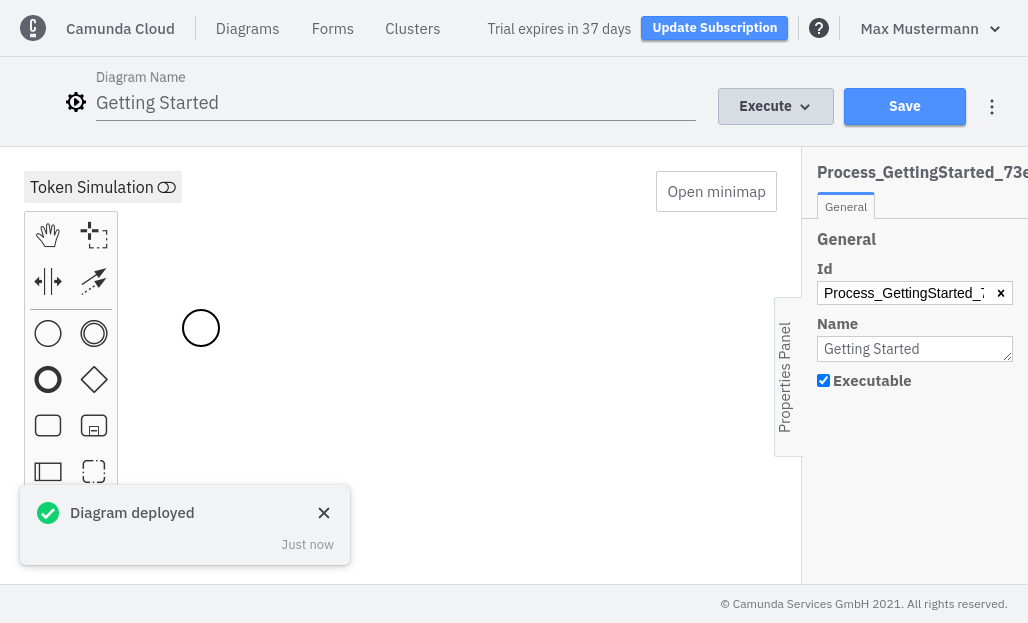 Camunda Cloud
Diagrams
Forms
Clusters
Trial expires in 37 days
Update Subscription
Max Mustermann
Diagram Name
Getting Started
Execute
Save
Token Simulation
Open minimap
Properties Panel
Process_GettingStarted_73e
General
General
Id
Process_GettingStarted_7
Name
Getting Started
Executable
Diagram deployed
Just now
© Camunda Services GmbH 2021. All rights reserved.